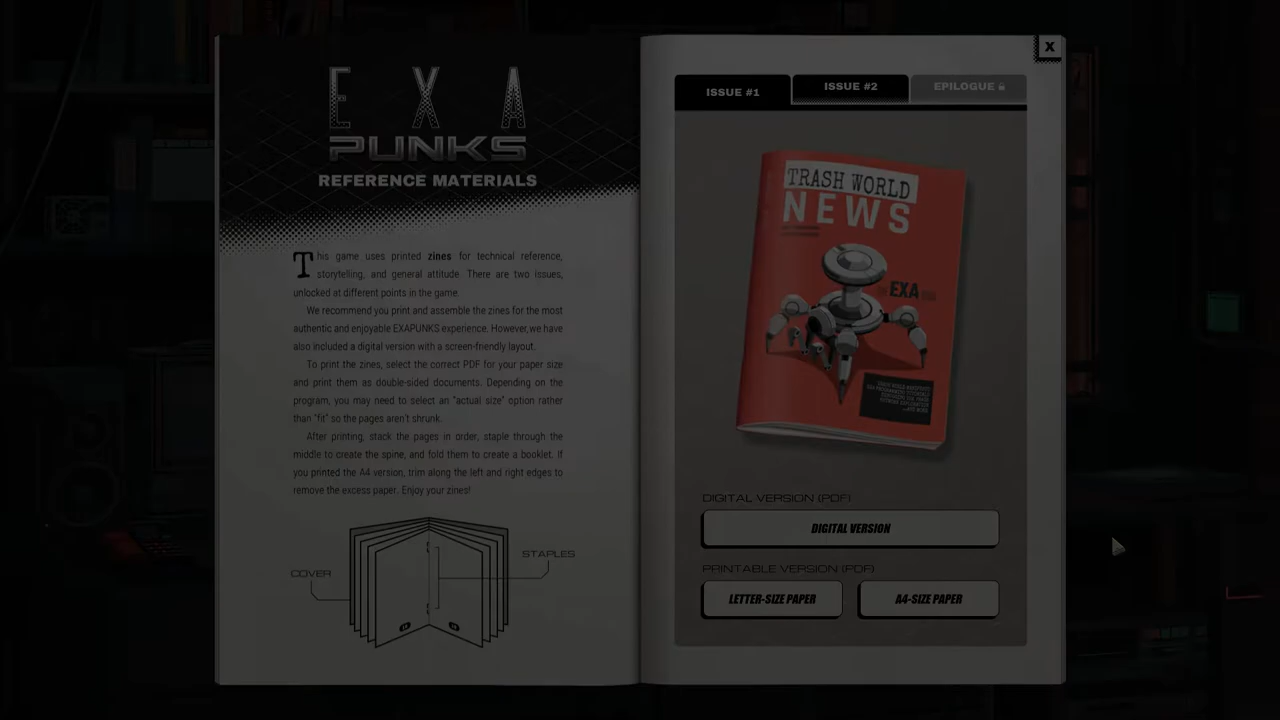 EXA
PUNKS
REFERENCE MATERIALS
This game uses printed zines for technical reference,
storytelling, and general attitude. There are two issues,
unlocked at different points in the game.
We recommend you print and assemble the zines for the most
authentic and enjoyable EXAPUNKS experience. However, we have
also included a digital version with a screen-friendly layout.
To print the zines, select the correct PDF for your paper size
and print them as double-sided documents. Depending on the
program, you may need to select an "actual size" option rather
than "fit" so the pages aren't shrunk.
After printing, stack the pages in order, staple through the
middle to create the spine, and fold them to create a booklet. If
you printed the A4 version, trim along the left and right edges to
remove the excess paper. Enjoy your zines!
COVER
STAPLES
X
ISSUE #1
ISSUE #2
EPILOGUE
TRASH WORLD
NEWS
EXA
DIGITAL VERSION (PDF)
DIGITAL VERSION
PRINTABLE VERSION (PDF)
LETTER-SIZE PAPER
A4-SIZE PAPER